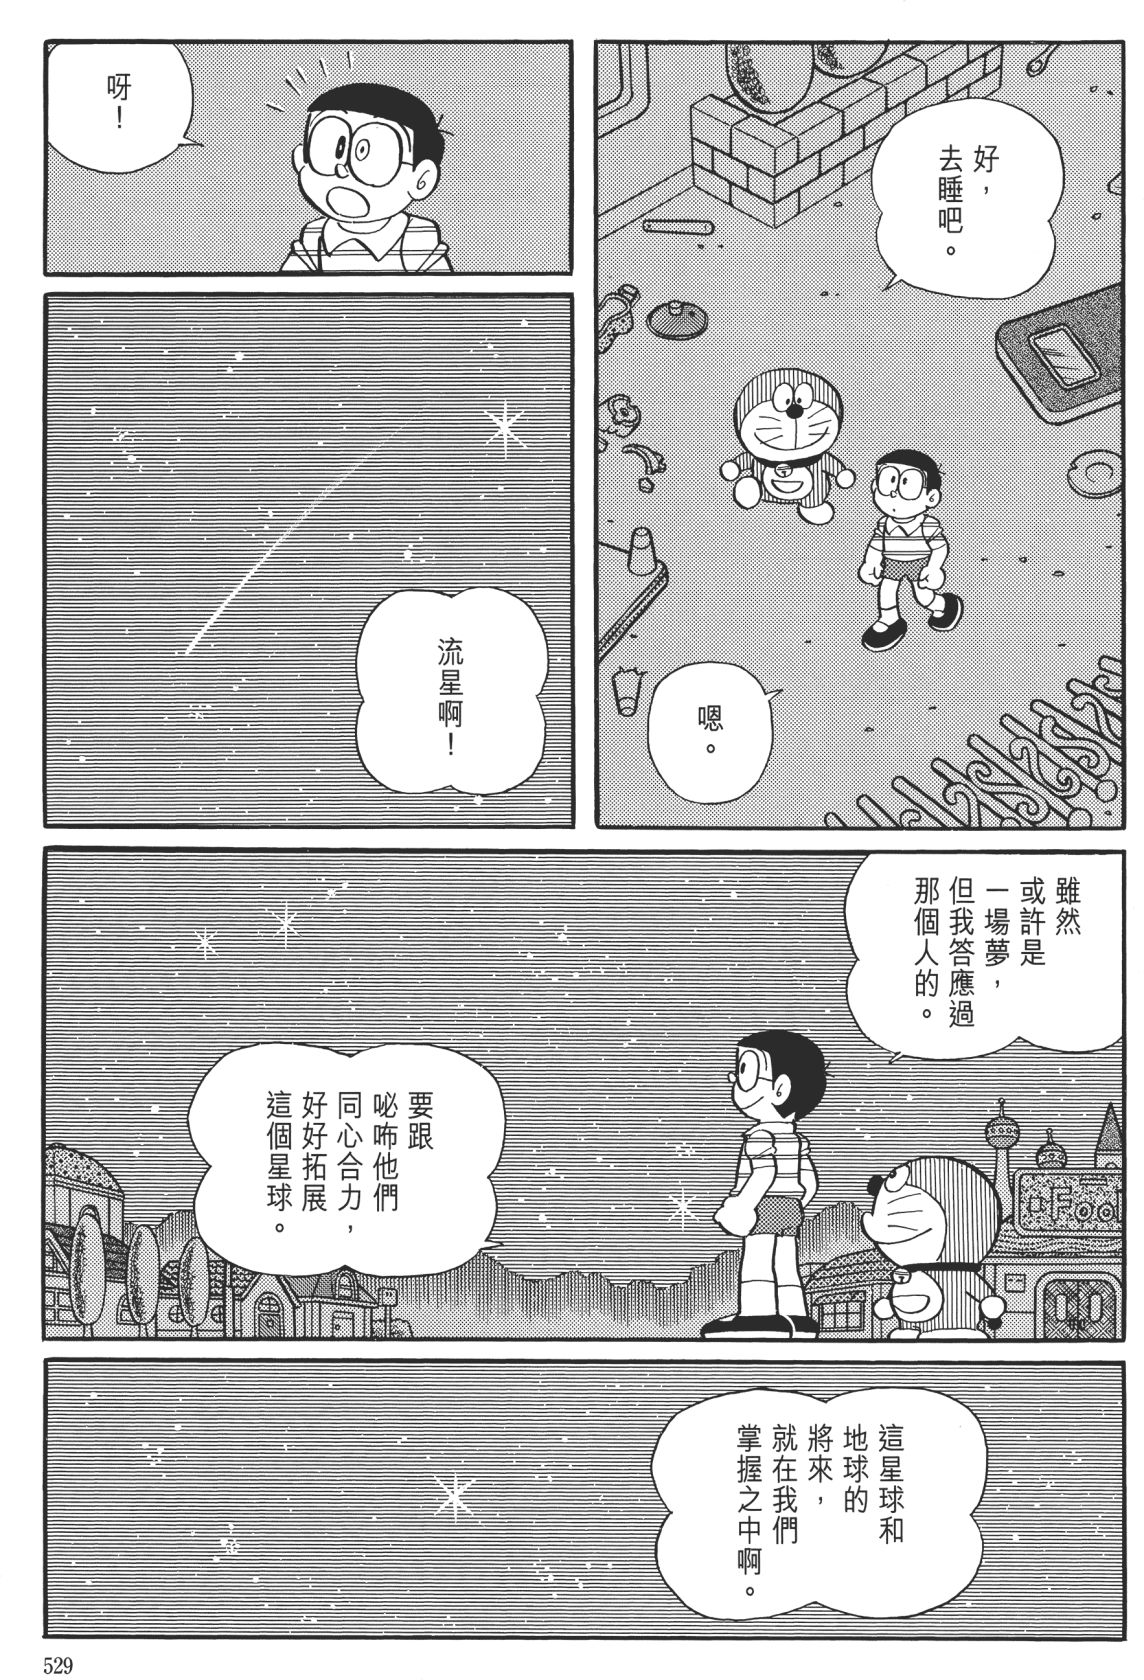 好，
去睡吧。
嗯。
呀！
流星啊！
雖然
或許是
一場夢，
但我答應過
那個人的。
要跟
咇咘他們
同心合力，
好好拓展
這個星球。
Food
這星球和
地球的
將來，
就在我們
掌握之中啊。
529